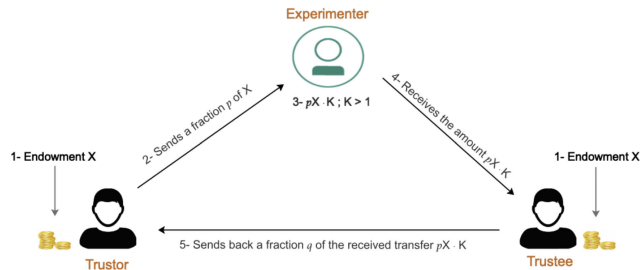 Experimenter
3- pX · K ; K > 1
2- Sends a fraction p of X
4- Receives the amount pX · K
1- Endowment X
1- Endowment X
5- Sends back a fraction q of the received transfer pX · K
Trustor
Trustee